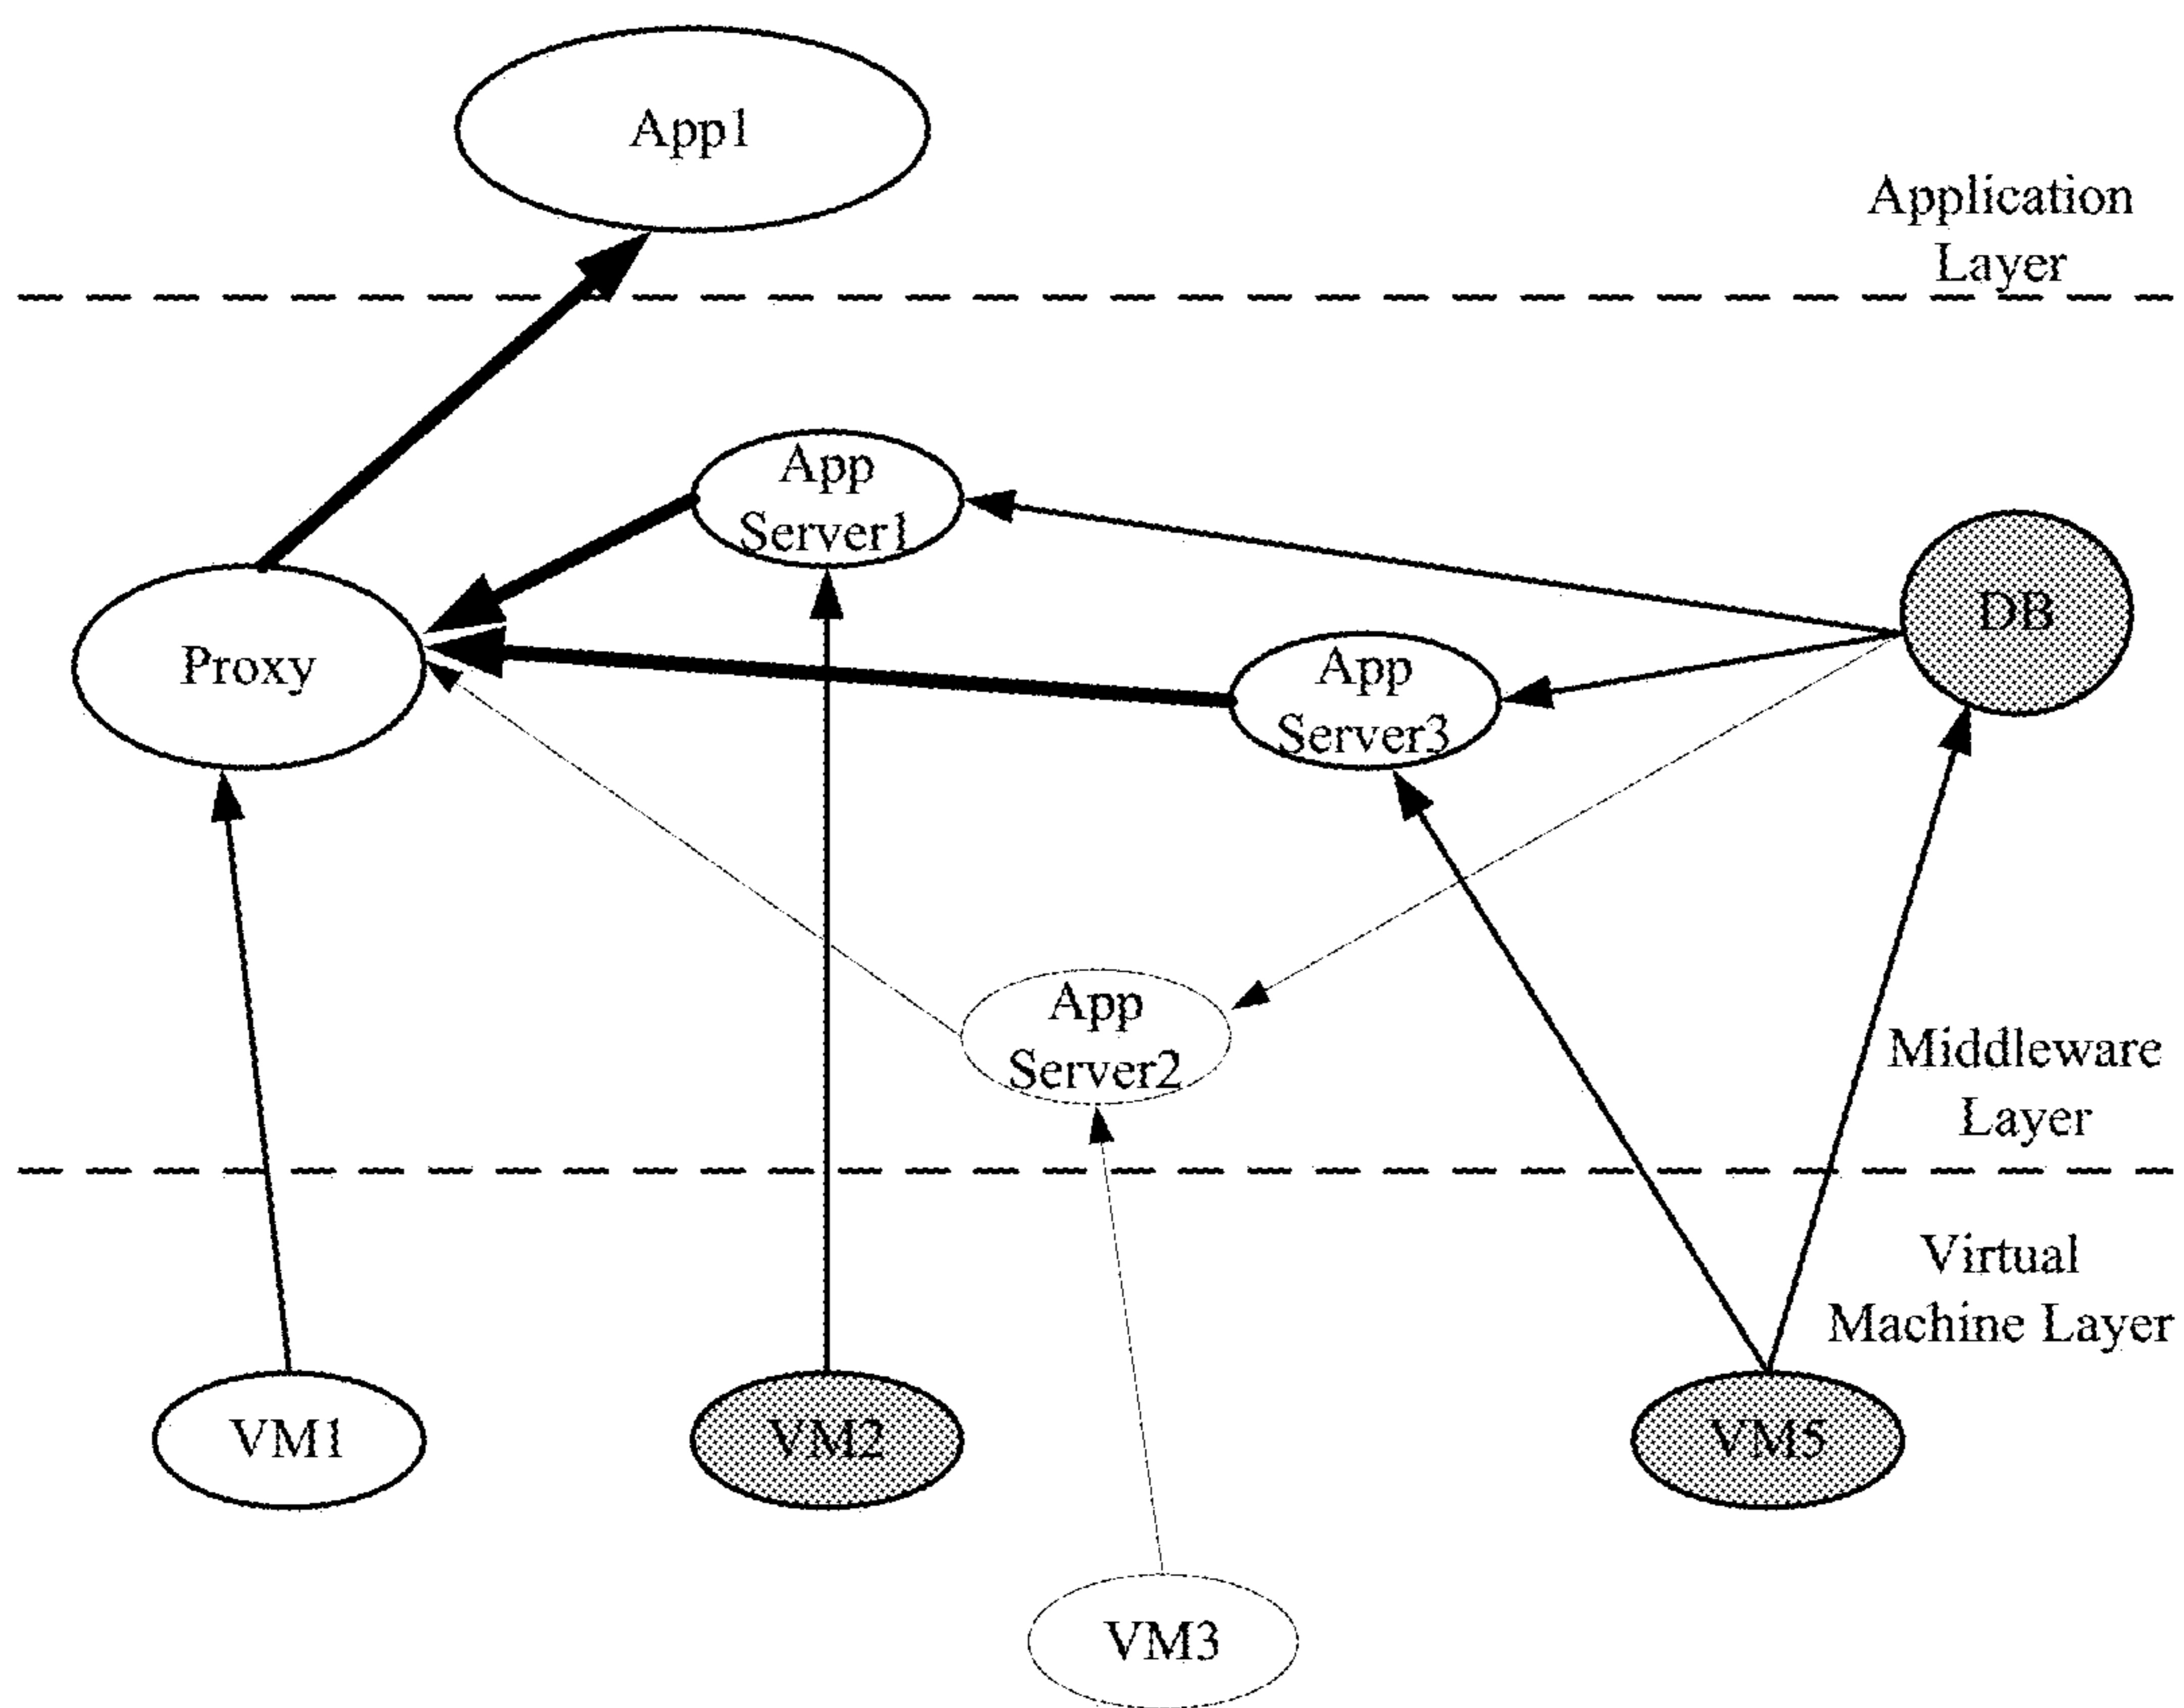 App1
Application
Layer
App
Server1
DB
Proxy
App
Server3
App
Server2
Middleware
Layer
Virtual
Machine Layer
VM1
VM2
VM5
VM3